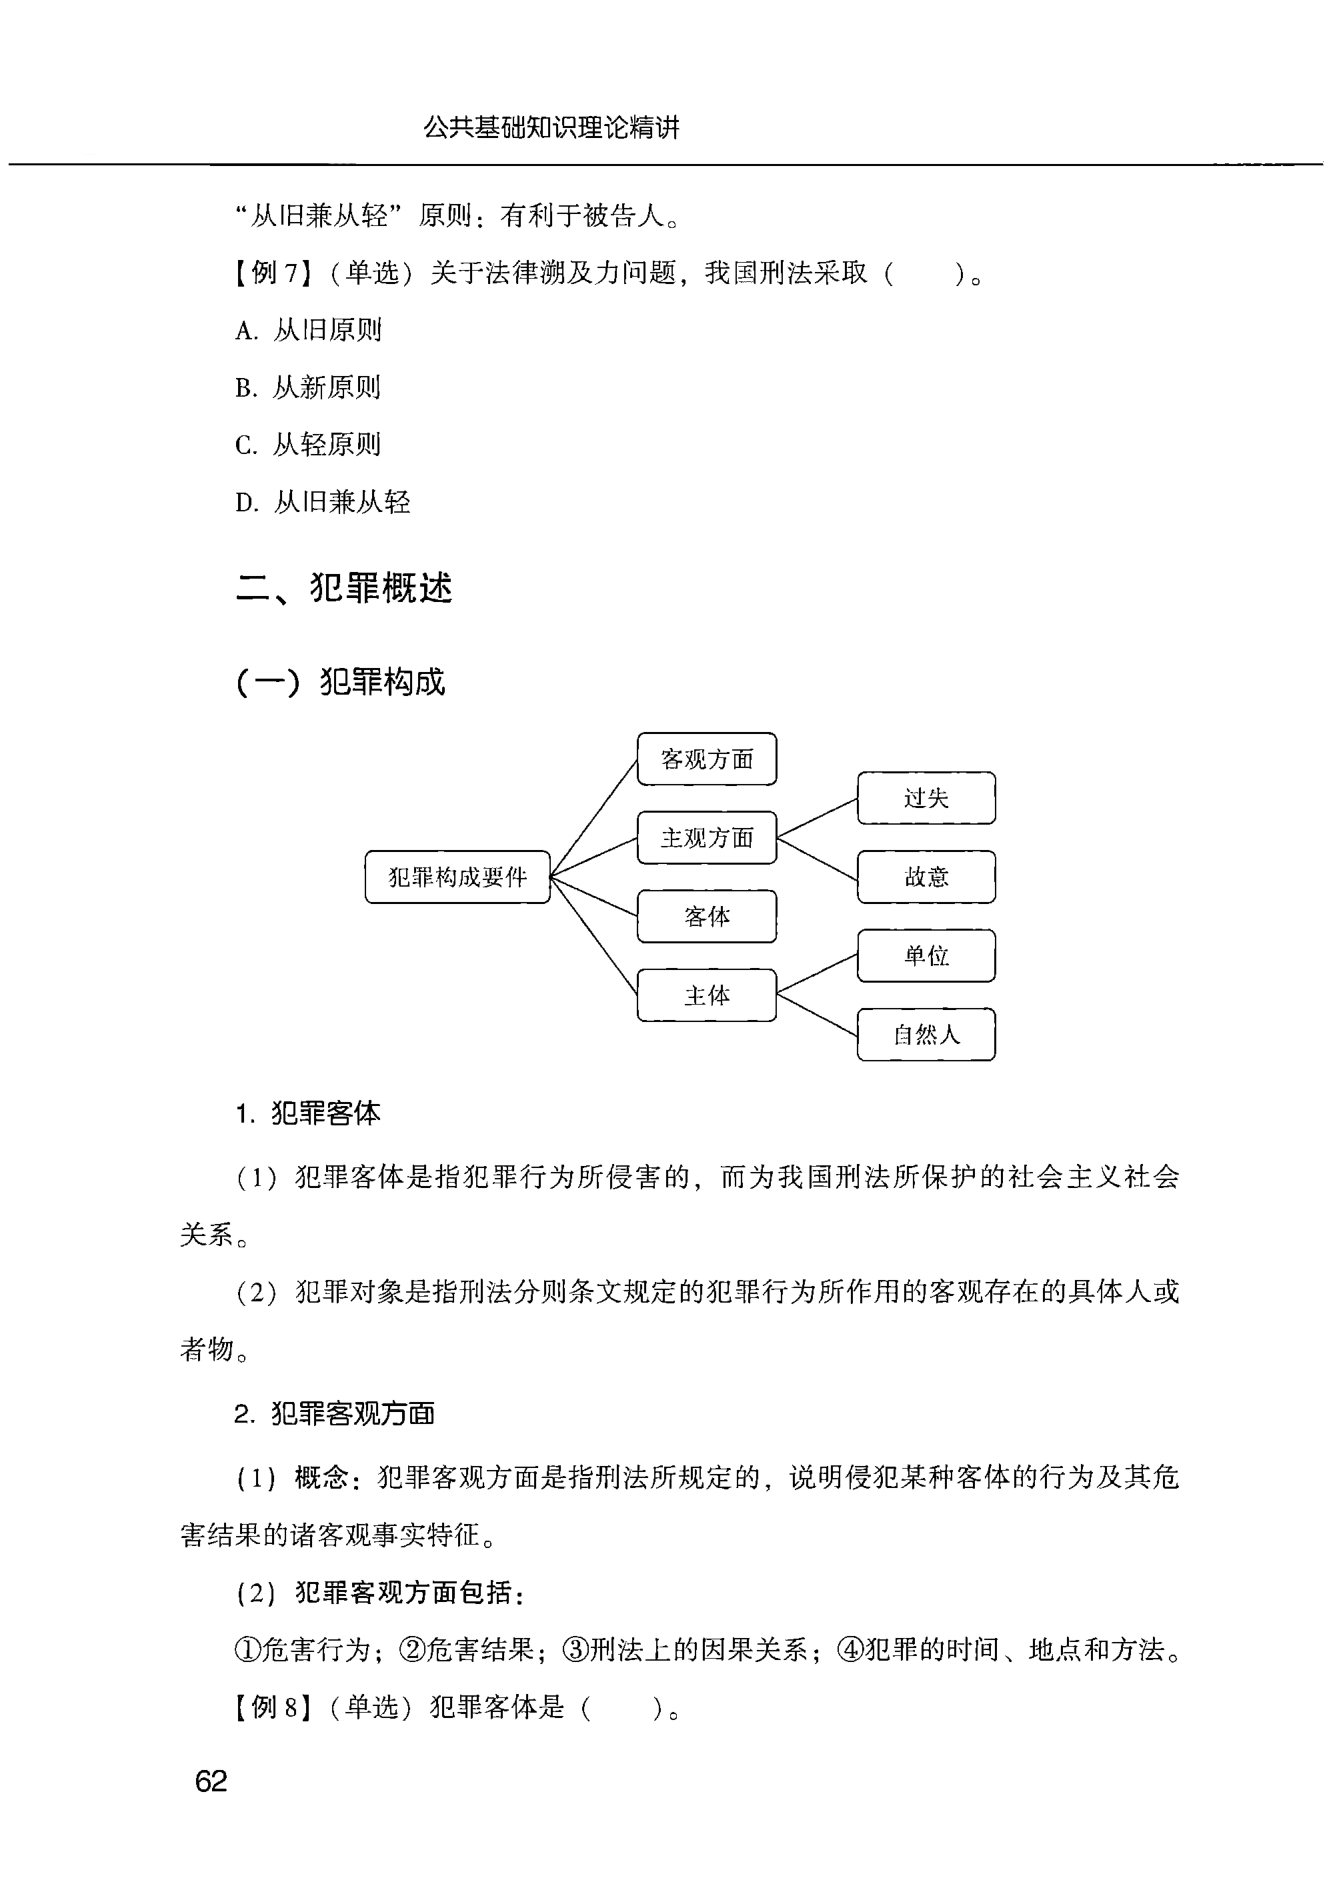 公共基础知识理论精讲
“从旧兼从轻”原则：有利于被告人。
【例 7】（单选）关于法律溯及力问题，我国刑法采取（　　）。
A. 从旧原则
B. 从新原则
C. 从轻原则
D. 从旧兼从轻
二、犯罪概述
（一）犯罪构成
客观方面
过失
主观方面
犯罪构成要件
故意
客体
单位
主体
自然人
1. 犯罪客体
（1）犯罪客体是指犯罪行为所侵害的，而为我国刑法所保护的社会主义社会
关系。
（2）犯罪对象是指刑法分则条文规定的犯罪行为所作用的客观存在的具体人或
者物。
2. 犯罪客观方面
（1）概念：犯罪客观方面是指刑法所规定的，说明侵犯某种客体的行为及其危
害结果的诸客观事实特征。
（2）犯罪客观方面包括：
①危害行为；②危害结果；③刑法上的因果关系；④犯罪的时间、地点和方法。
【例 8】（单选）犯罪客体是（　　）。
62